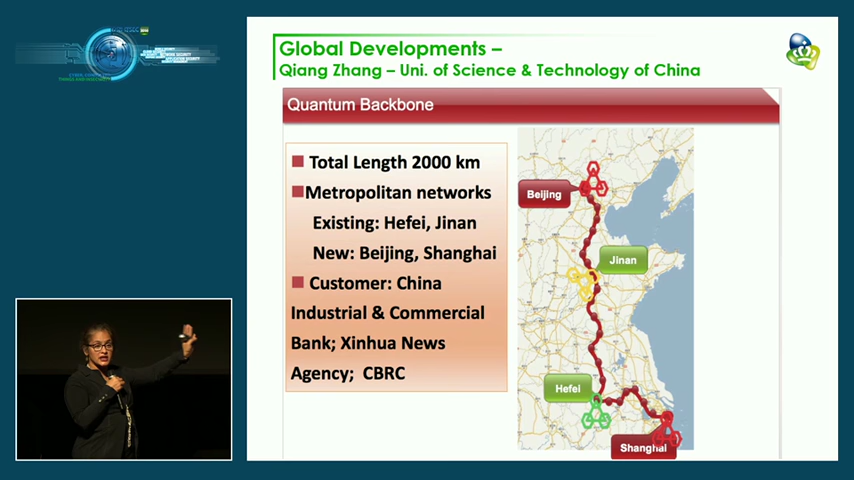 Global Developments –
Qiang Zhang – Uni. of Science & Technology of China
Quantum Backbone
Total Length 2000 km
Metropolitan networks
Existing: Hefei, Jinan
New: Beijing, Shanghai
Customer: China
Industrial & Commercial
Bank; Xinhua News
Agency; CBRC
Beijing
Jinan
Hefei
Shanghai